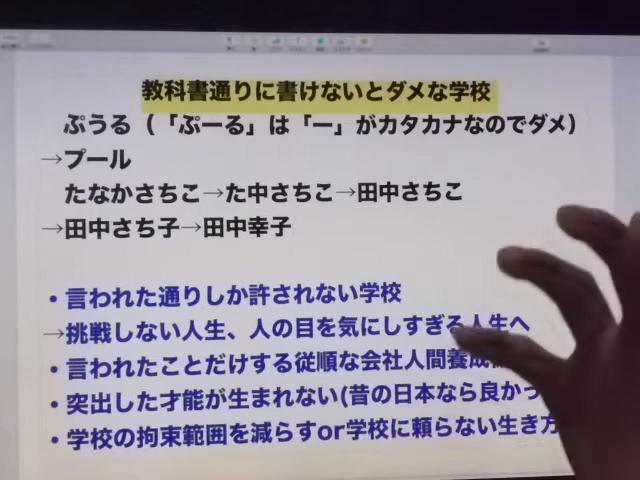 教科書通りに書けないとダメな学校
ぷうる（「ぷーる」は「ー」がカタカナなのでダメ）
→プール
たなかさちこ→た中さちこ→田中さちこ
→田中さち子→田中幸子
・言われた通りしか許されない学校
→挑戦しない人生、人の目を気にしすぎる人生へ
・言われたことだけする従順な会社人間養成
・突出した才能が生まれない(昔の日本なら良かっ
・学校の拘束範囲を減らすor学校に頼らない生き方